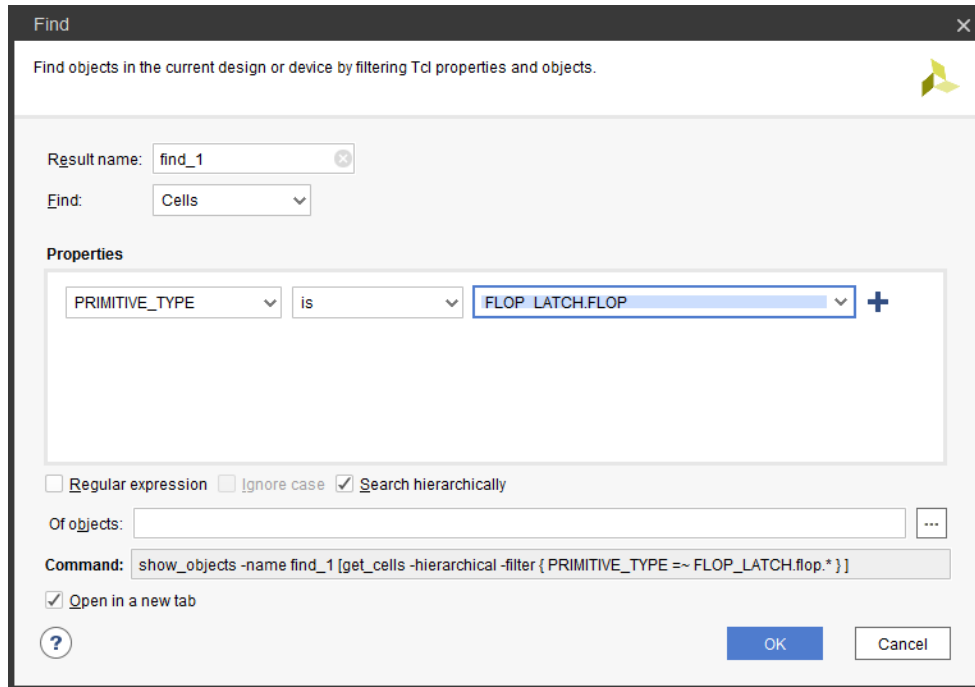 Find
Find objects in the current design or device by filtering Tcl properties and objects.
Result name: find_1
Find: Cells
Properties
PRIMITIVE_TYPE is FLOP_LATCH.FLOP
Regular expression Ignore case Search hierarchically
Of objects: ...
Command: show_objects -name find_1 [get_cells -hierarchical -filter { PRIMITIVE_TYPE =~ FLOP_LATCH.flop.* } ]
Open in a new tab
? OK Cancel